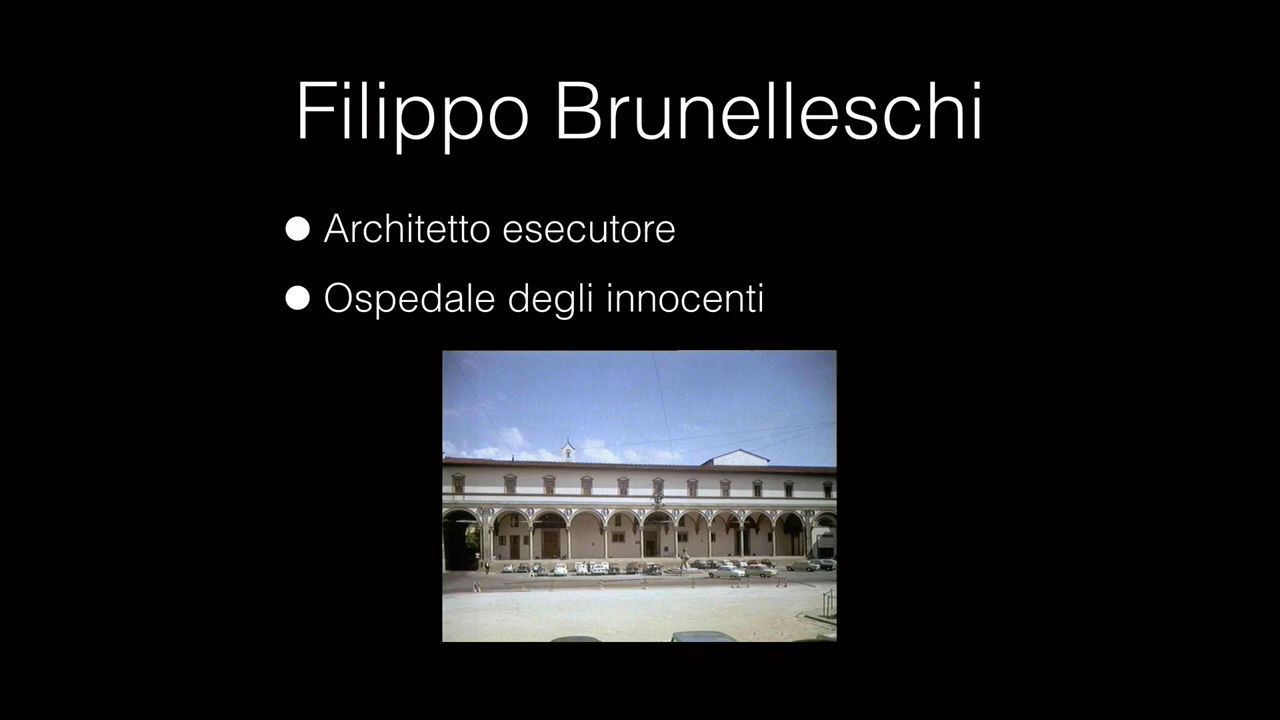 Filippo Brunelleschi
● Architetto esecutore
● Ospedale degli innocenti